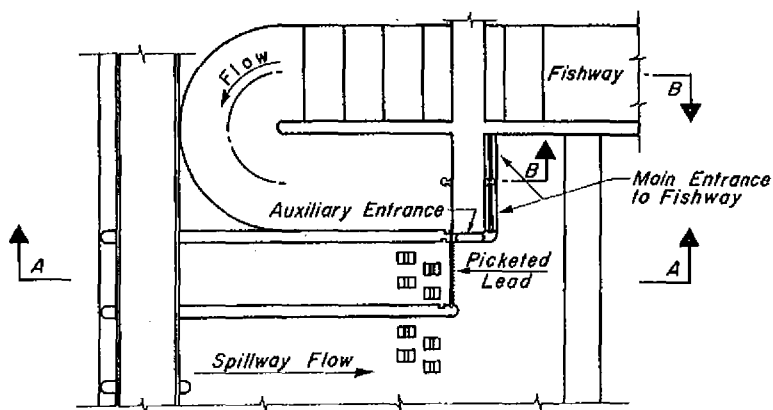 Flow
Fishway
B
B
Main Entrance
to Fishway
Auxiliary Entrance
A
Picketed
Lead
A
Spillway Flow